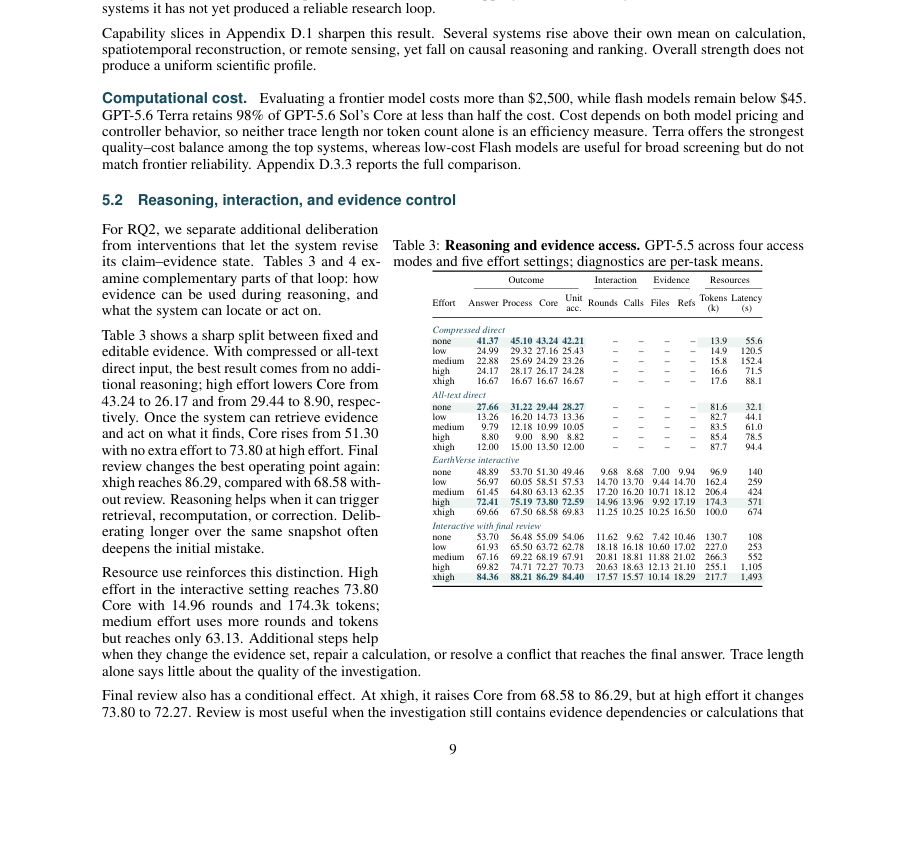 systems it has not yet produced a reliable research loop.
Capability slices in Appendix D.1 sharpen this result. Several systems rise above their own mean on calculation,
spatiotemporal reconstruction, or remote sensing, yet fall on causal reasoning and ranking. Overall strength does not
produce a uniform scientific profile.
Computational cost. Evaluating a frontier model costs more than $2,500, while flash models remain below $45.
GPT-5.6 Terra retains 98% of GPT-5.6 Sol's Core at less than half the cost. Cost depends on both model pricing and
controller behavior, so neither trace length nor token count alone is an efficiency measure. Terra offers the strongest
quality–cost balance among the top systems, whereas low-cost Flash models are useful for broad screening but do not
match frontier reliability. Appendix D.3.3 reports the full comparison.
5.2 Reasoning, interaction, and evidence control
For RQ2, we separate additional deliberation
from interventions that let the system revise
its claim–evidence state. Tables 3 and 4 ex-
amine complementary parts of that loop: how
evidence can be used during reasoning, and
what the system can locate or act on.
Table 3 shows a sharp split between fixed and
editable evidence. With compressed or all-text
direct input, the best result comes from no addi-
tional reasoning; high effort lowers Core from
43.24 to 26.17 and from 29.44 to 8.90, respec-
tively. Once the system can retrieve evidence
and act on what it finds, Core rises from 51.30
with no extra effort to 73.80 at high effort. Final
review changes the best operating point again:
xhigh reaches 86.29, compared with 68.58 with-
out review. Reasoning helps when it can trigger
retrieval, recomputation, or correction. Delib-
erating longer over the same snapshot often
deepens the initial mistake.
Resource use reinforces this distinction. High
effort in the interactive setting reaches 73.80
Core with 14.96 rounds and 174.3k tokens;
medium effort uses more rounds and tokens
but reaches only 63.13. Additional steps help
Table 3: Reasoning and evidence access. GPT-5.5 across four access
modes and five effort settings; diagnostics are per-task means.
Outcome Interaction Evidence Resources
Effort Answer Process Core Unit acc. Rounds Calls Files Refs Tokens (k) Latency (s)
Compressed direct
none 41.37 45.10 43.24 42.21 – – – – 13.9 55.6
low 24.99 29.32 27.16 25.43 – – – – 14.9 120.5
medium 22.88 25.69 24.29 23.26 – – – – 15.8 152.4
high 24.17 28.17 26.17 24.28 – – – – 16.6 71.5
xhigh 16.67 16.67 16.67 16.67 – – – – 17.6 88.1
All-text direct
none 27.66 31.22 29.44 28.27 – – – – 81.6 32.1
low 13.26 16.20 14.73 13.36 – – – – 82.7 44.1
medium 9.79 12.18 10.99 10.05 – – – – 83.5 61.0
high 8.80 9.00 8.90 8.82 – – – – 85.4 78.5
xhigh 12.00 15.00 13.50 12.00 – – – – 87.7 94.4
EarthVerse interactive
none 48.89 53.70 51.30 49.46 9.68 8.68 7.00 9.94 96.9 140
low 56.97 60.05 58.51 57.53 14.70 13.70 9.44 14.70 162.4 259
medium 61.45 64.80 63.13 62.35 17.20 16.20 10.71 18.12 206.4 424
high 72.41 75.19 73.80 72.59 14.96 13.96 9.92 17.19 174.3 571
xhigh 69.66 67.50 68.58 69.83 11.25 10.25 10.25 16.50 100.0 674
Interactive with final review
none 53.70 56.48 55.09 54.06 11.62 9.62 7.42 10.46 130.7 108
low 61.93 65.50 63.72 62.78 18.18 16.18 10.60 17.02 227.0 253
medium 67.16 69.22 68.19 67.91 20.81 18.81 11.88 21.02 266.3 552
high 69.82 74.71 72.27 70.73 20.63 18.63 12.13 21.10 255.1 1,105
xhigh 84.36 88.21 86.29 84.40 17.57 15.57 10.14 18.29 217.7 1,493
when they change the evidence set, repair a calculation, or resolve a conflict that reaches the final answer. Trace length
alone says little about the quality of the investigation.
Final review also has a conditional effect. At xhigh, it raises Core from 68.58 to 86.29, but at high effort it changes
73.80 to 72.27. Review is most useful when the investigation still contains evidence dependencies or calculations that
9